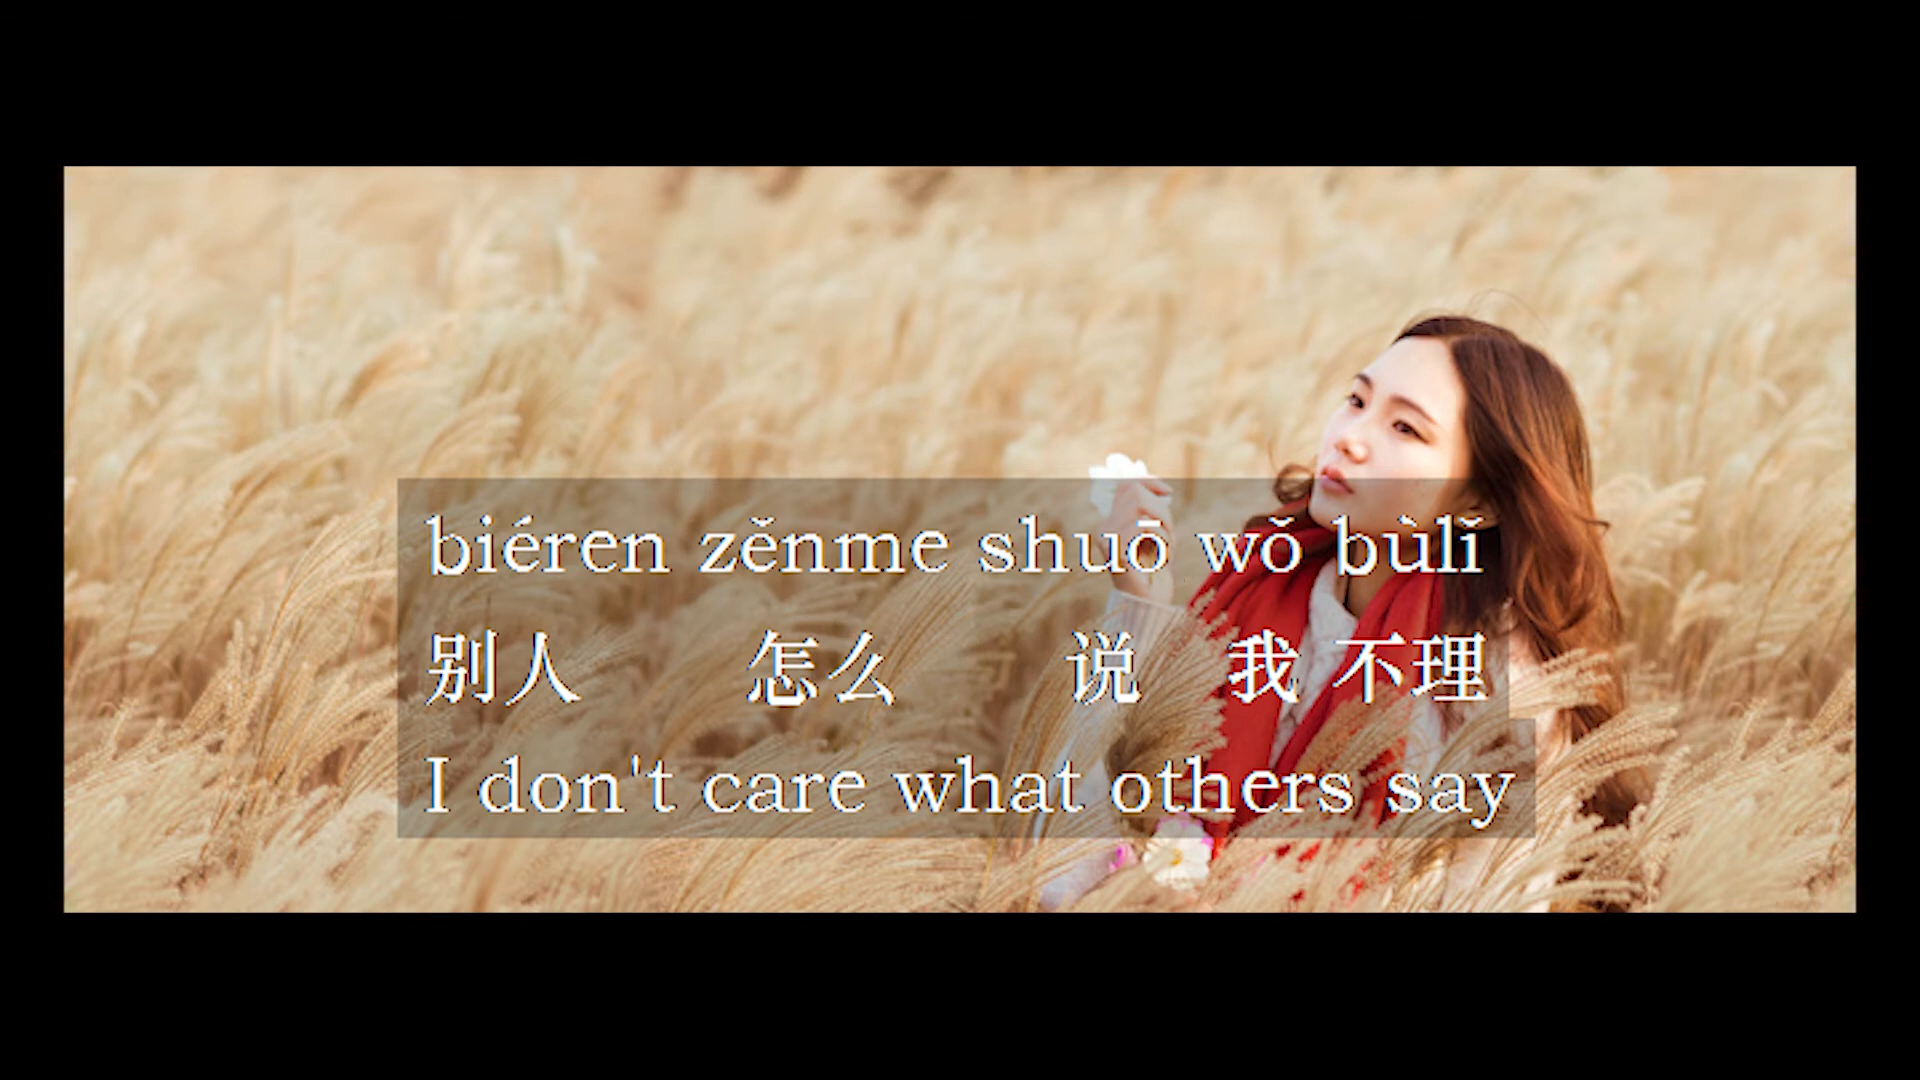 biéren zěnme shuō wǒ bùlǐ
别人 怎么 说 我 不理
I don't care what others say